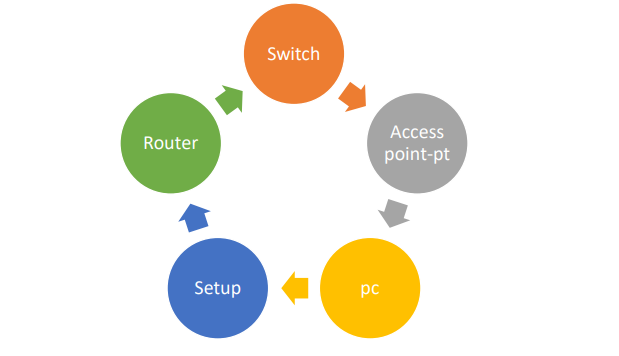 Switch
Access
point-pt
Router
Setup
pc